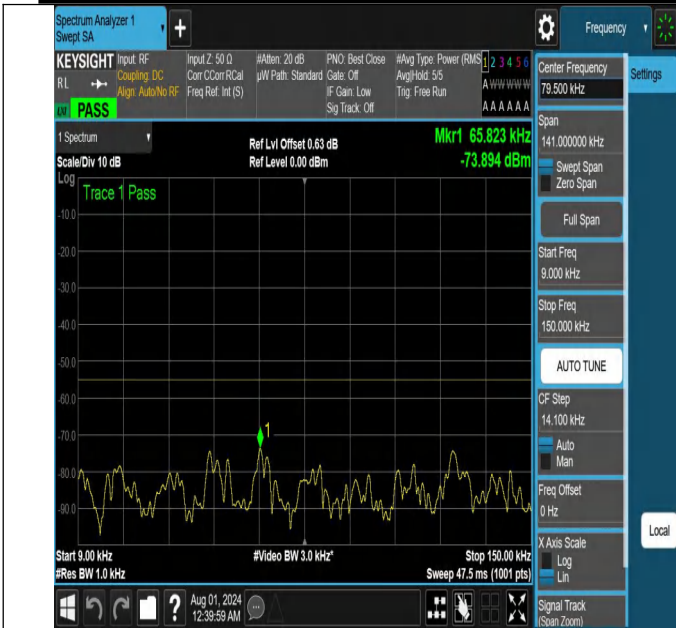 Spectrum Analyzer 1
Swept SA
+
Frequency
KEYSIGHT
R L
LXI
PASS
Input: RF
Coupling: DC
Align: Auto/No RF
Input Z: 50 Ω
Corr CCorr RCal
Freq Ref: Int (S)
#Atten: 20 dB
µW Path: Standard
PNO: Best Close
Gate: Off
IF Gain: Low
Sig Track: Off
#Avg Type: Power (RMS
Avg|Hold: 5/5
Trig: Free Run
1 2 3 4 5 6
A W W W W W
A A A A A A
1 Spectrum
Scale/Div 10 dB
Ref Lvl Offset 0.63 dB
Ref Level 0.00 dBm
Mkr1 65.823 kHz
-73.894 dBm
Log
Trace 1 Pass
-10.0
-20.0
-30.0
-40.0
-50.0
-60.0
-70.0
-80.0
-90.0
1
Start 9.00 kHz
#Res BW 1.0 kHz
#Video BW 3.0 kHz*
Stop 150.00 kHz
Sweep 47.5 ms (1001 pts)
?
Aug 01, 2024
12:39:59 AM
Center Frequency
79.500 kHz
Settings
Span
141.000000 kHz
Swept Span
Zero Span
Full Span
Start Freq
9.000 kHz
Stop Freq
150.000 kHz
AUTO TUNE
CF Step
14.100 kHz
Auto
Man
Freq Offset
0 Hz
X Axis Scale
Log
Lin
Local
Signal Track
(Span Zoom)